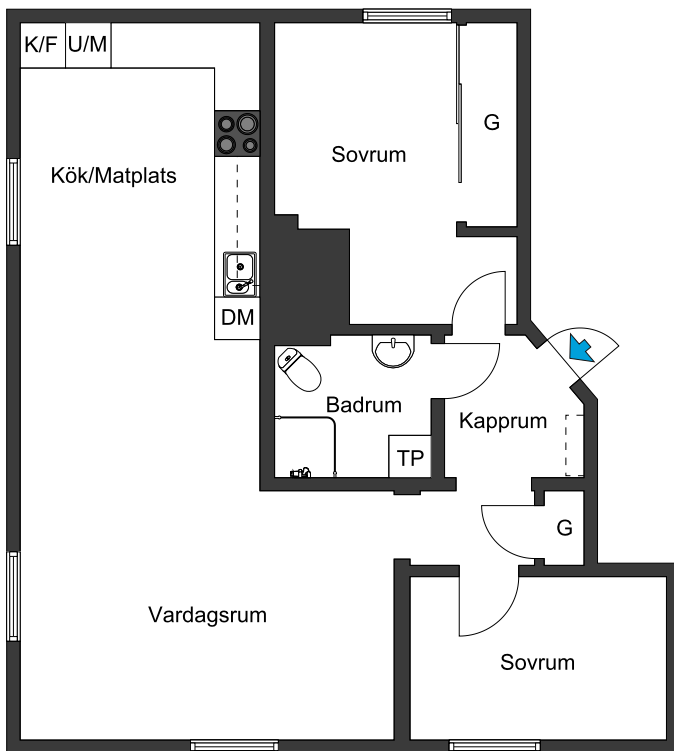 K/F U/M
G
Sovrum
Kök/Matplats
DM
Badrum
Kapprum
TP
G
Vardagsrum
Sovrum